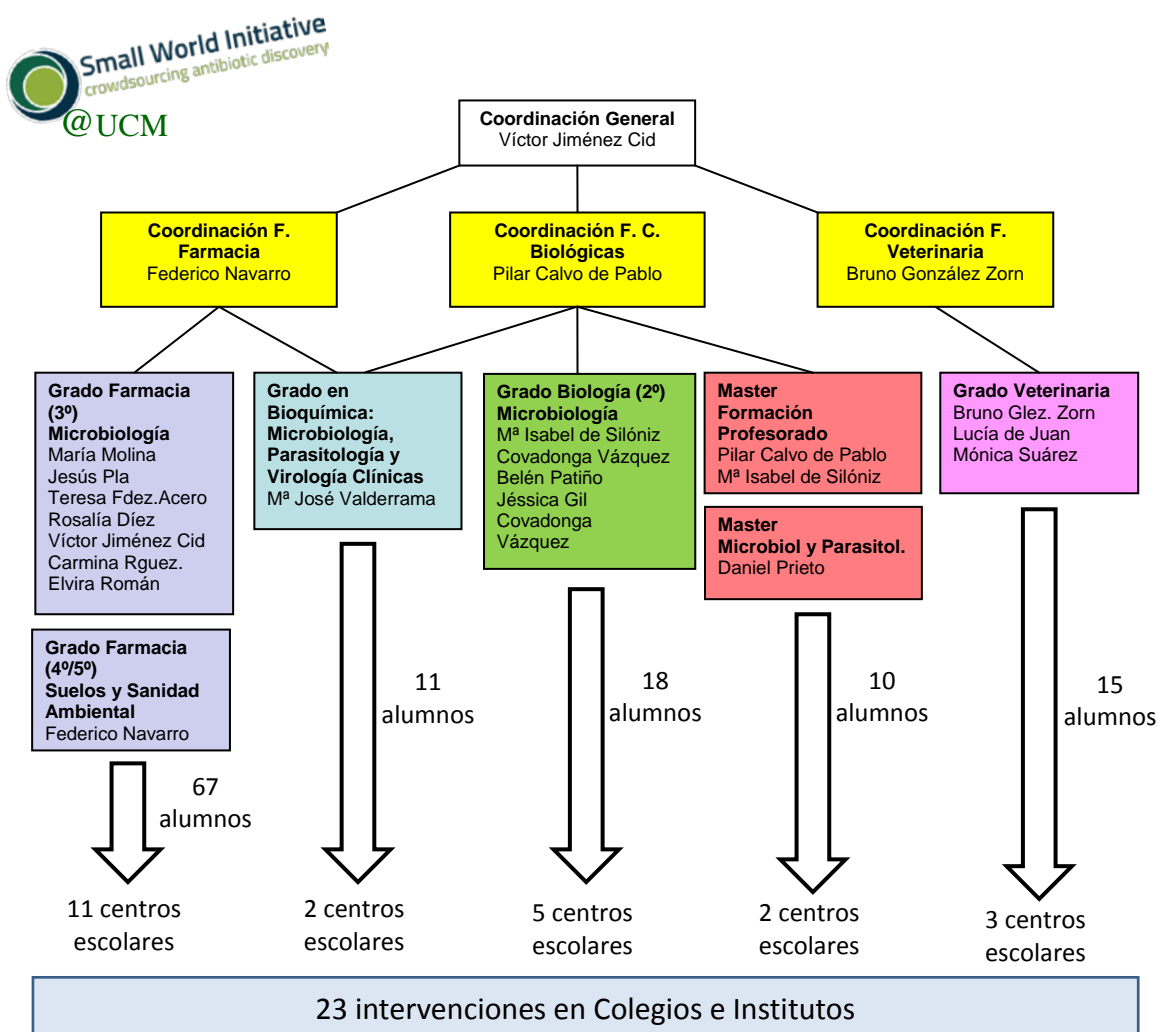 Small World Initiative
crowdsourcing antibiotic discovery
@UCM
Coordinación General
Víctor Jiménez Cid
Coordinación F.
Farmacia
Federico Navarro
Coordinación F. C.
Biológicas
Pilar Calvo de Pablo
Coordinación F.
Veterinaria
Bruno González Zorn
Grado Farmacia
(3º)
Microbiología
María Molina
Jesús Pla
Teresa Fdez.Acero
Rosalía Díez
Víctor Jiménez Cid
Carmina Rguez.
Elvira Román
Grado Farmacia
(4º/5º)
Suelos y Sanidad
Ambiental
Federico Navarro
Grado en
Bioquímica:
Microbiología,
Parasitología y
Virología Clínicas
Mª José Valderrama
Grado Biología (2º)
Microbiología
Mª Isabel de Silóniz
Covadonga Vázquez
Belén Patiño
Jéssica Gil
Covadonga
Vázquez
Master
Formación
Profesorado
Pilar Calvo de Pablo
Mª Isabel de Silóniz
Master
Microbiol y Parasitol.
Daniel Prieto
Grado Veterinaria
Bruno Glez. Zorn
Lucía de Juan
Mónica Suárez
67
alumnos
11
alumnos
18
alumnos
10
alumnos
15
alumnos
11 centros
escolares
2 centros
escolares
5 centros
escolares
2 centros
escolares
3 centros
escolares
23 intervenciones en Colegios e Institutos